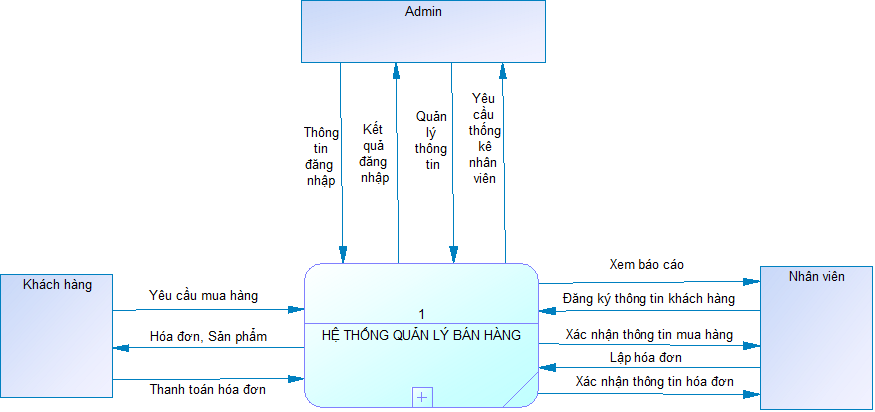 Admin
Thông
tin
đăng
nhập
Kết
quả
đăng
nhập
Quản
lý
thông
tin
Yêu
cầu
thống
kê
nhân
viên
Khách hàng
Yêu cầu mua hàng
Hóa đơn, Sản phẩm
Thanh toán hóa đơn
1
HỆ THỐNG QUẢN LÝ BÁN HÀNG
Xem báo cáo
Đăng ký thông tin khách hàng
Xác nhận thông tin mua hàng
Lập hóa đơn
Xác nhận thông tin hóa đơn
Nhân viên